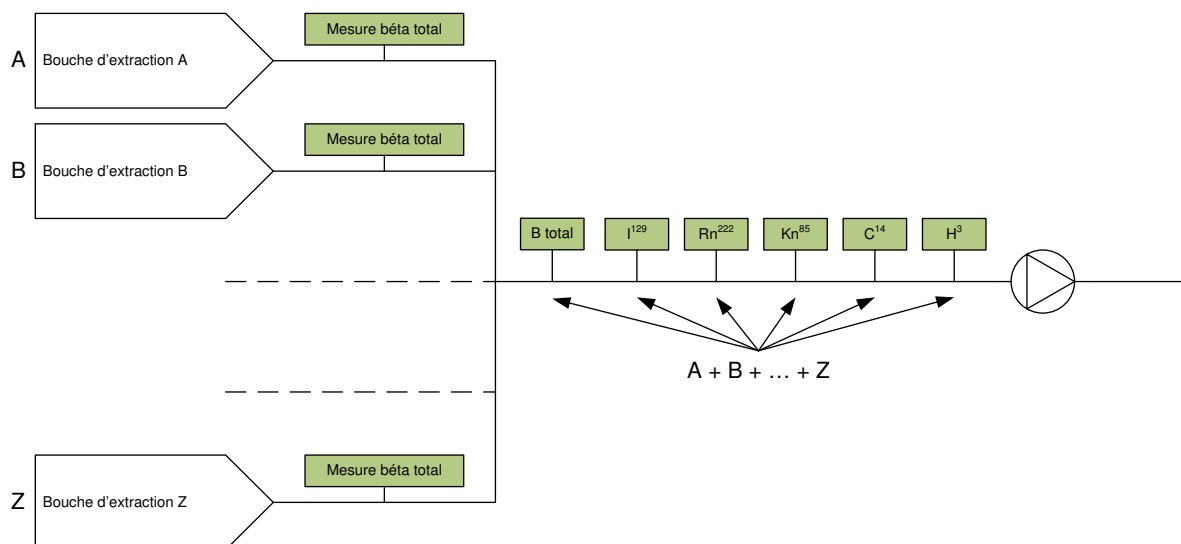 Mesure béta total
A
Bouche d'extraction A
Mesure béta total
B
Bouche d'extraction B
B total
I¹²⁹
Rn²²²
Kn⁸⁵
C¹⁴
H³
A + B + … + Z
Mesure béta total
Z
Bouche d'extraction Z